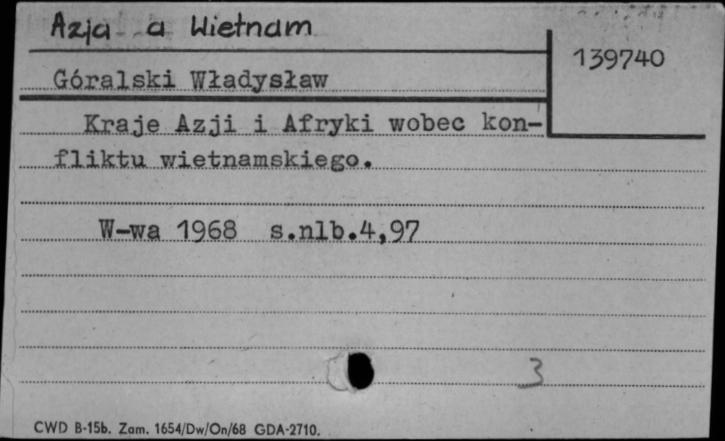 Azja a Wietnam
139740
Góralski Władysław
Kraje Azji i Afryki wobec kon-
fliktu wietnamskiego.
W-wa 1968 s.nlb.4,97
3
CWD B-15b. Zam. 1654/Dw/On/68 GDA-2710.